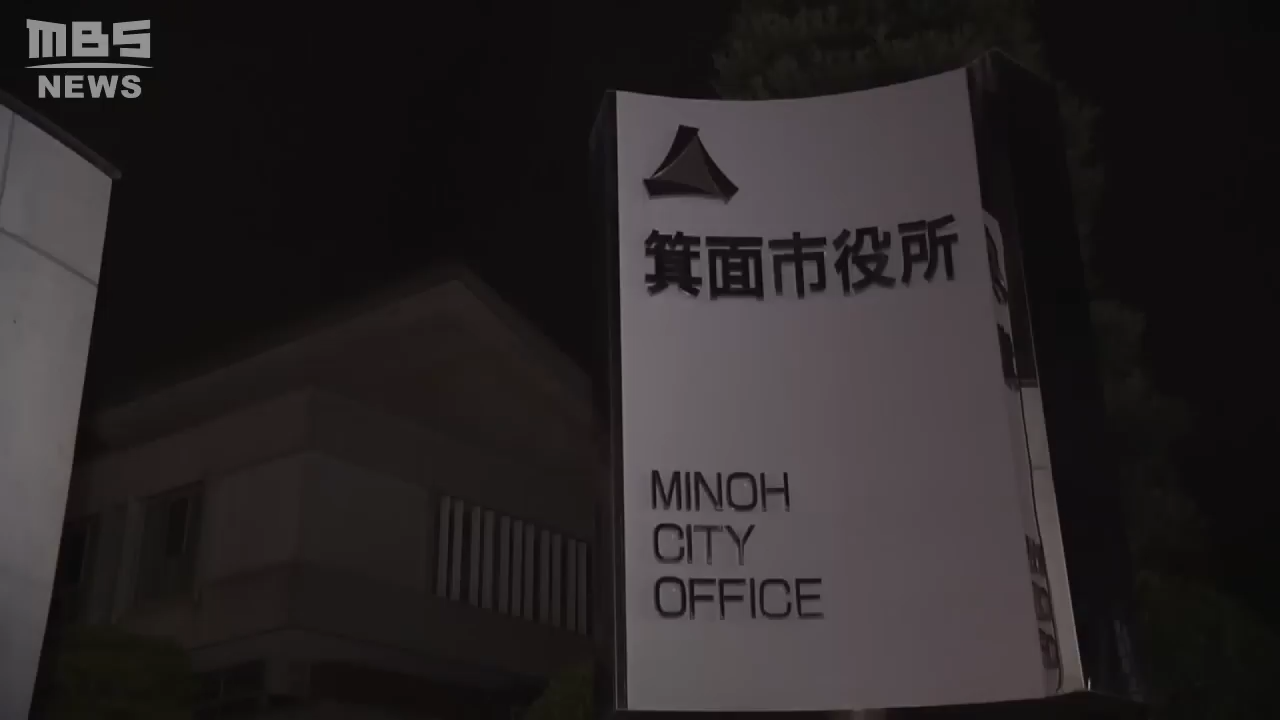 MBS
NEWS
箕面市役所
MINOH
CITY
OFFICE